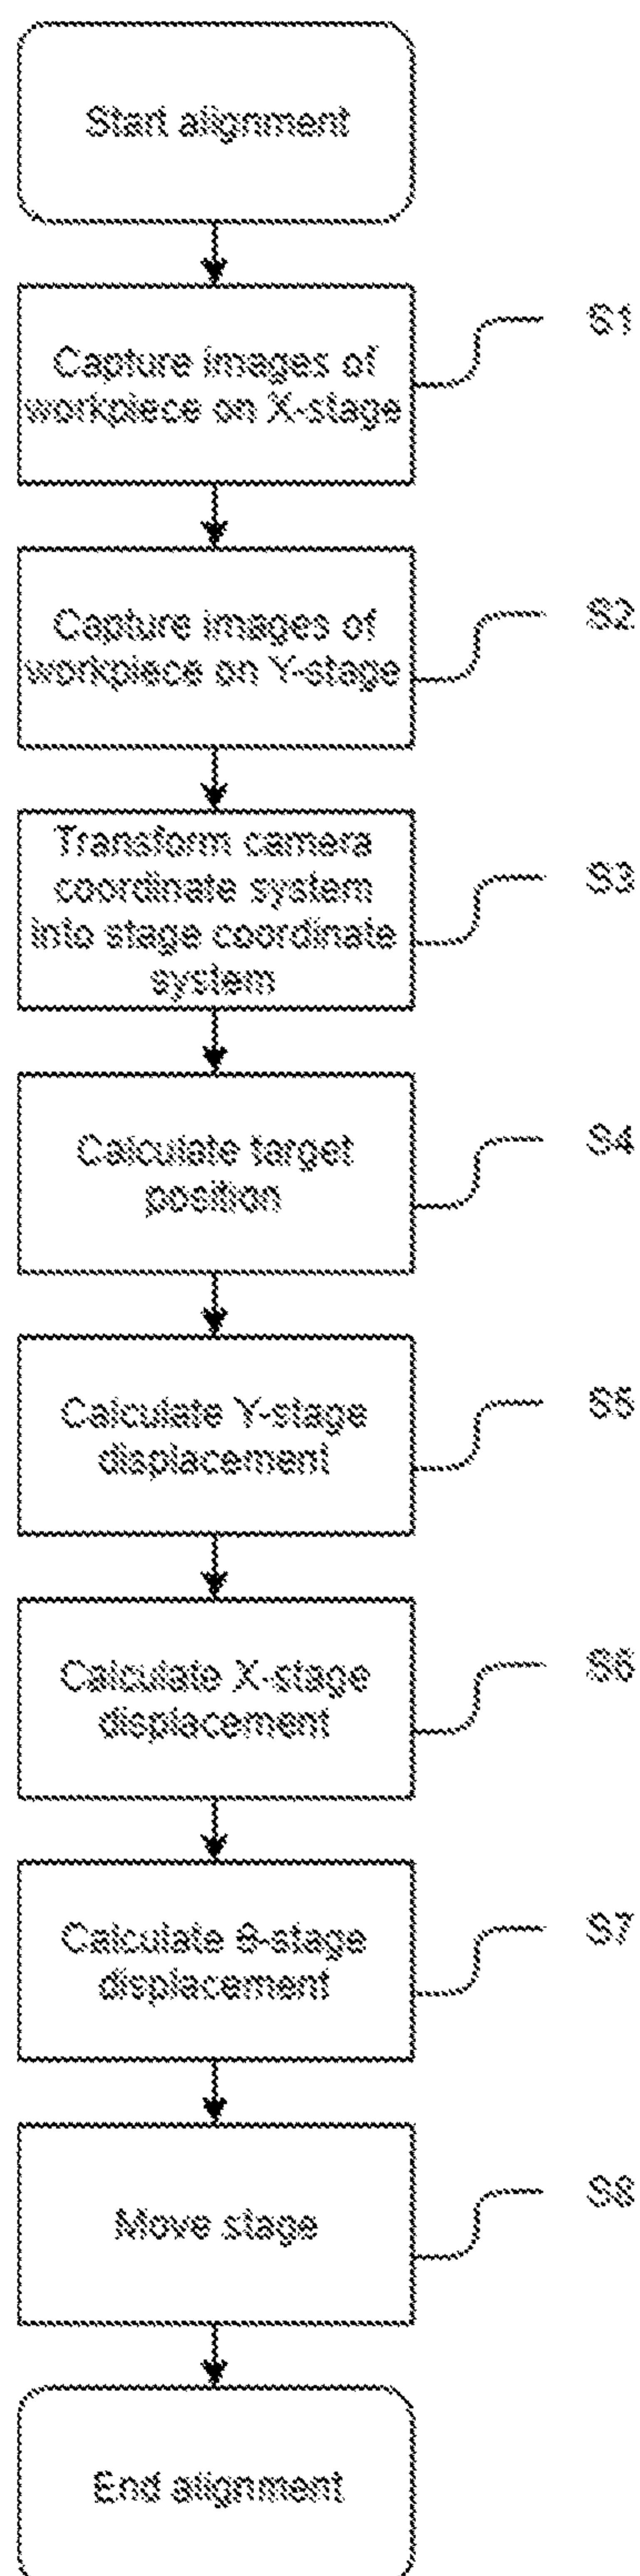 Start alignment
Capture images of
workpiece on X-stage
S1
Capture images of
workpiece on Y-stage
S2
Transform camera
coordinate system
into stage coordinate
system
S3
Calculate target
position
S4
Calculate Y-stage
displacement
S5
Calculate X-stage
displacement
S6
Calculate θ-stage
displacement
S7
Move stage
S8
End alignment